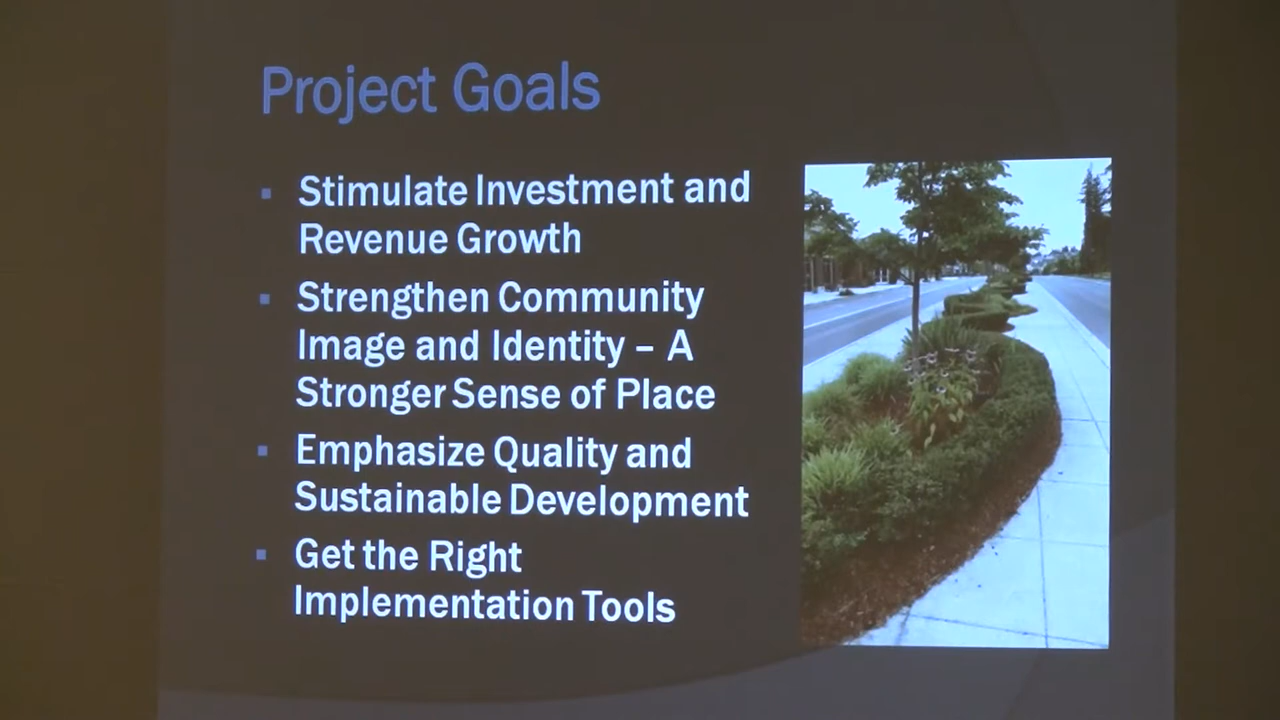 Project Goals
Stimulate Investment and
Revenue Growth
Strengthen Community
Image and Identity – A
Stronger Sense of Place
Emphasize Quality and
Sustainable Development
Get the Right
Implementation Tools